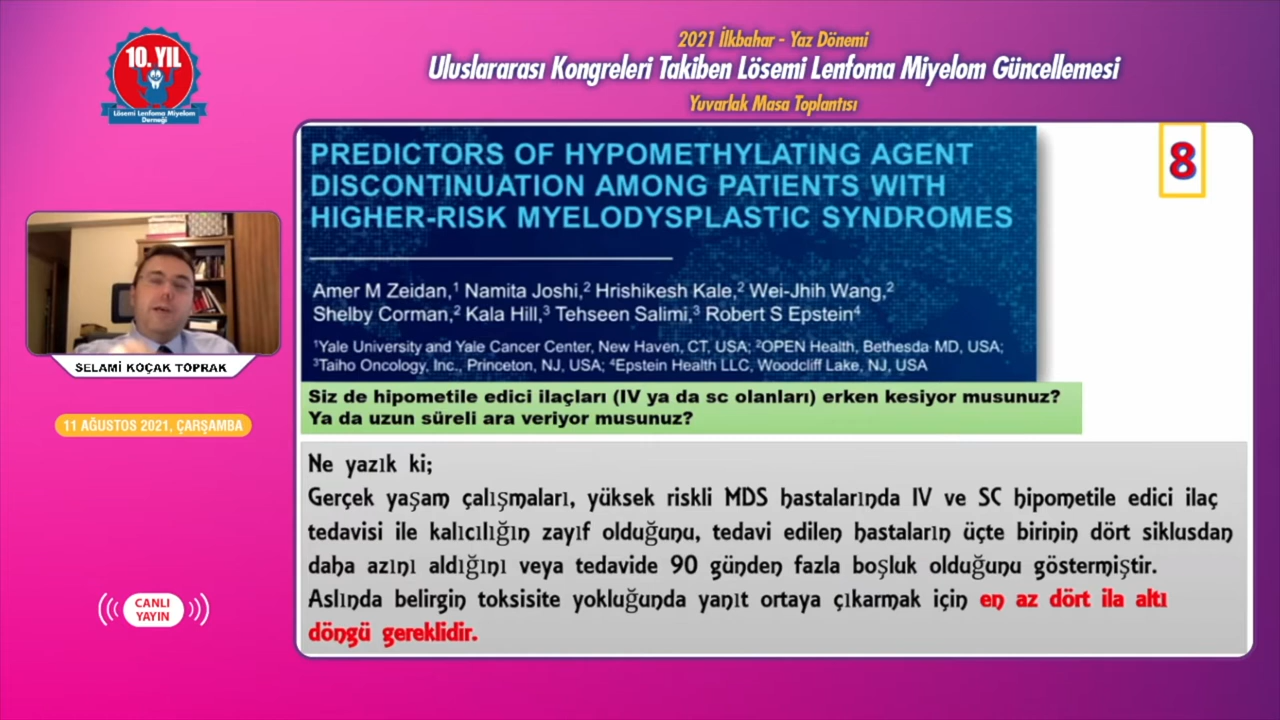 10. YIL
Lösemi Lenfoma Miyelom
Derneği
2021 İlkbahar - Yaz Dönemi
Uluslararası Kongreleri Takiben Lösemi Lenfoma Miyelom Güncellemesi
Yuvarlak Masa Toplantısı
PREDICTORS OF HYPOMETHYLATING AGENT
DISCONTINUATION AMONG PATIENTS WITH
HIGHER-RISK MYELODYSPLASTIC SYNDROMES
8
Amer M Zeidan,¹ Namita Joshi,² Hrishikesh Kale,² Wei-Jhih Wang,²
Shelby Corman,² Kala Hill,³ Tehseen Salimi,³ Robert S Epstein⁴
¹Yale University and Yale Cancer Center, New Haven, CT, USA; ²OPEN Health, Bethesda MD, USA;
³Taiho Oncology, Inc., Princeton, NJ, USA; ⁴Epstein Health LLC, Woodcliff Lake, NJ, USA
SELAMİ KOÇAK TOPRAK
11 AĞUSTOS 2021, ÇARŞAMBA
Siz de hipometile edici ilaçları (IV ya da sc olanları) erken kesiyor musunuz?
Ya da uzun süreli ara veriyor musunuz?
Ne yazık ki;
Gerçek yaşam çalışmaları, yüksek riskli MDS hastalarında IV ve SC hipometile edici ilaç
tedavisi ile kalıcılığın zayıf olduğunu, tedavi edilen hastaların üçte birinin dört siklusdan
daha azını aldığını veya tedavide 90 günden fazla boşluk olduğunu göstermiştir.
Aslında belirgin toksisite yokluğunda yanıt ortaya çıkarmak için en az dört ila altı
döngü gereklidir.
CANLI
YAYIN